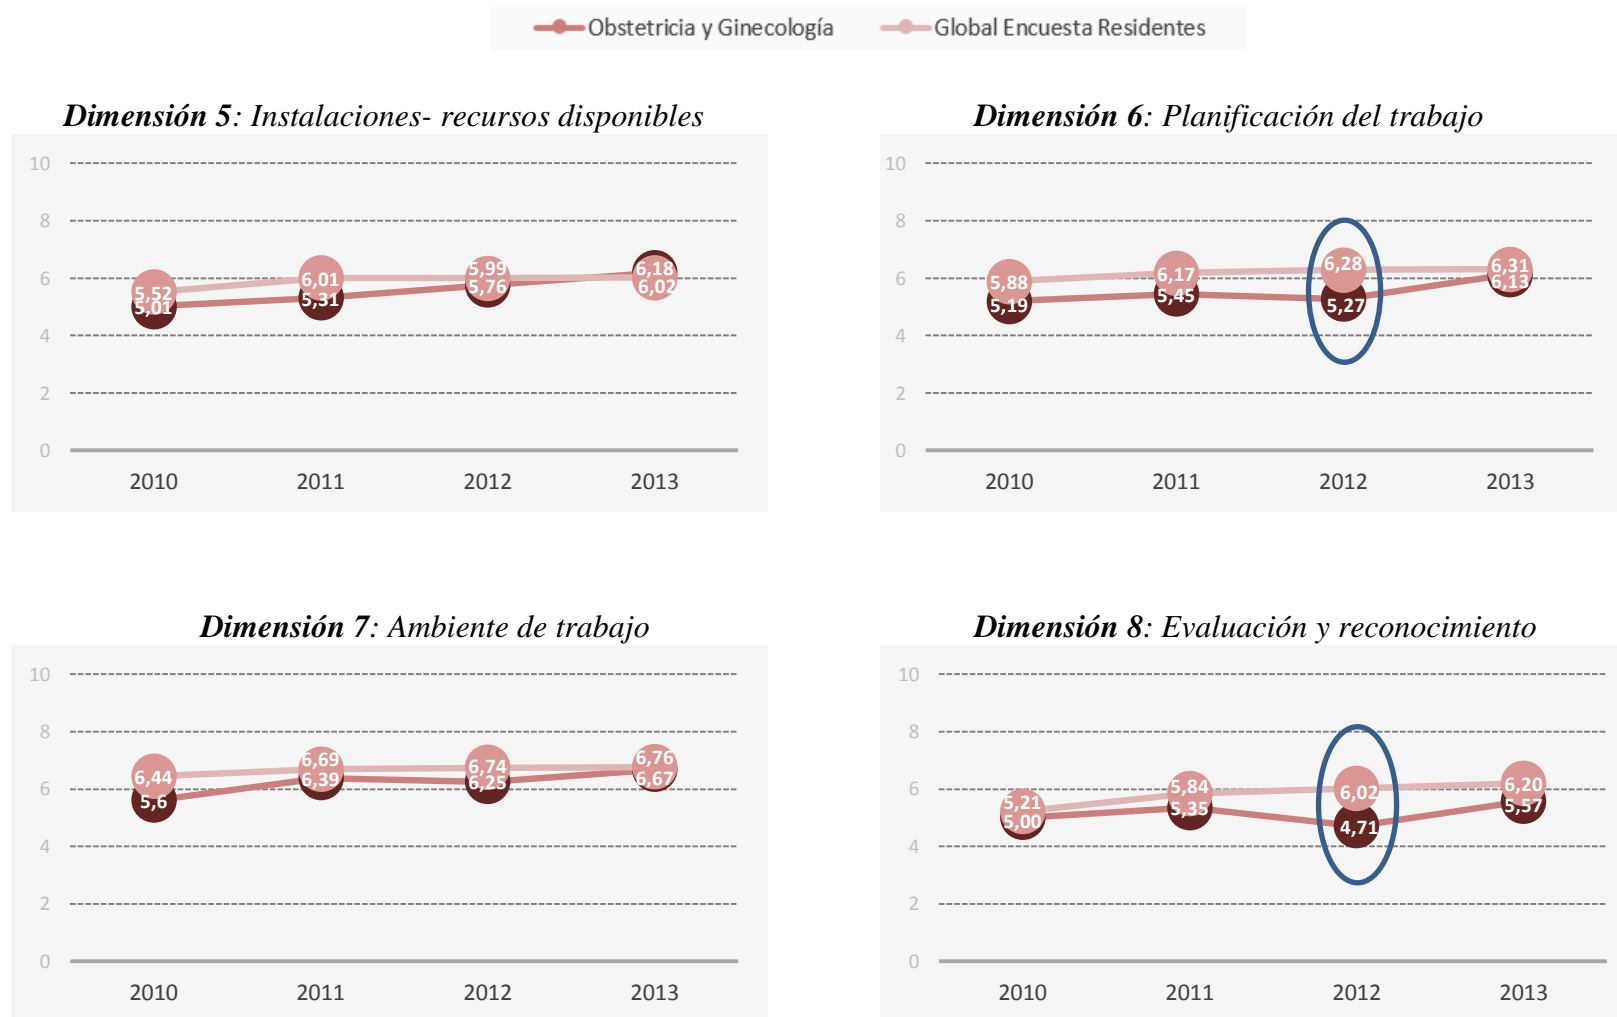 Obstetricia y Ginecología Global Encuesta Residentes
Dimensión 5: Instalaciones- recursos disponibles
10
8
6
4
2
0
5,52 6,01 5,99 6,18
5,01 5,31 5,76 6,02
2010 2011 2012 2013
Dimensión 6: Planificación del trabajo
10
8
6
4
2
0
5,88 6,17 6,28 6,31
5,19 5,45 5,27 6,13
2010 2011 2012 2013
Dimensión 7: Ambiente de trabajo
10
8
6
4
2
0
6,44 6,69 6,74 6,76
5,6 6,39 6,25 6,67
2010 2011 2012 2013
Dimensión 8: Evaluación y reconocimiento
10
8
6
4
2
0
5,21 5,84 6,02 6,20
5,00 5,35 4,71 5,57
2010 2011 2012 2013